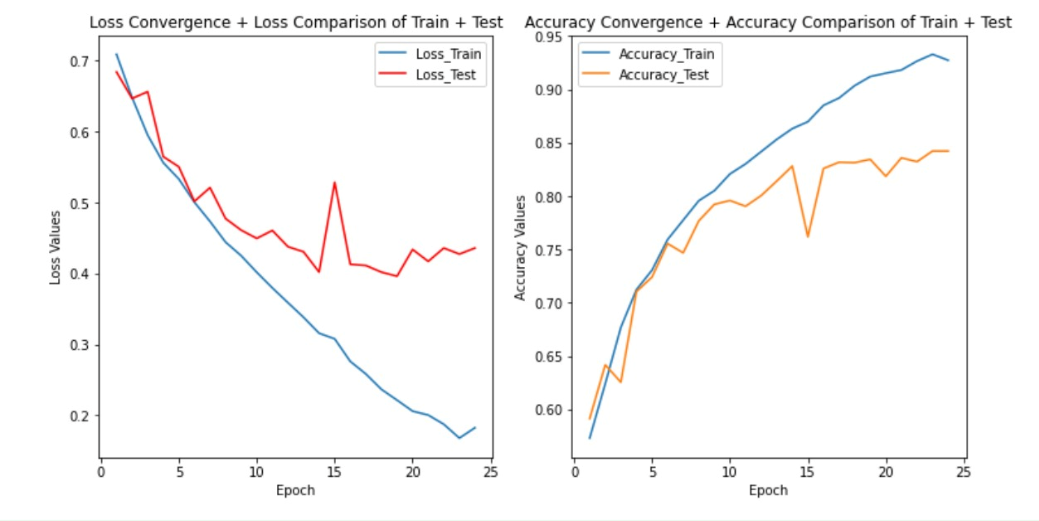 Loss Convergence + Loss Comparison of Train + Test
Loss_Train
Loss_Test
0.7
0.6
0.5
0.4
0.3
0.2
Loss Values
0
5
10
15
20
25
Epoch
Accuracy Convergence + Accuracy Comparison of Train + Test
Accuracy_Train
Accuracy_Test
0.95
0.90
0.85
0.80
0.75
0.70
0.65
0.60
Accuracy Values
0
5
10
15
20
25
Epoch